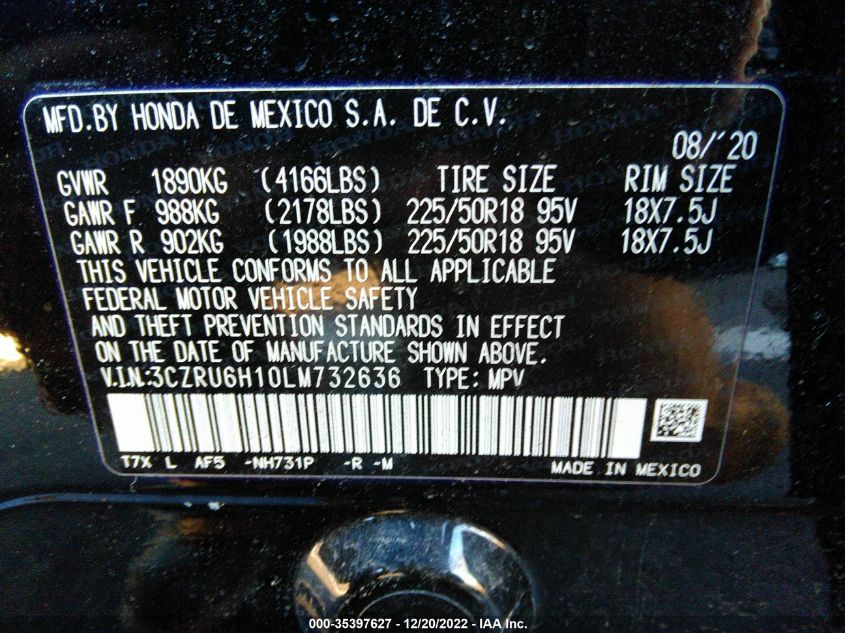 MFD.BY HONDA DE MEXICO S.A. DE C.V.
08/'20
GVWR 1890KG (4166LBS) TIRE SIZE RIM SIZE
GAWR F 988KG (2178LBS) 225/50R18 95V 18X7.5J
GAWR R 902KG (1988LBS) 225/50R18 95V 18X7.5J
THIS VEHICLE CONFORMS TO ALL APPLICABLE
FEDERAL MOTOR VEHICLE SAFETY
AND THEFT PREVENTION STANDARDS IN EFFECT
ON THE DATE OF MANUFACTURE SHOWN ABOVE.
V.I.N:3CZRU6H10LM732636 TYPE: MPV
T7X L AF5 -NH731P -R -M MADE IN MEXICO
000-35397627 - 12/20/2022 - IAA Inc.